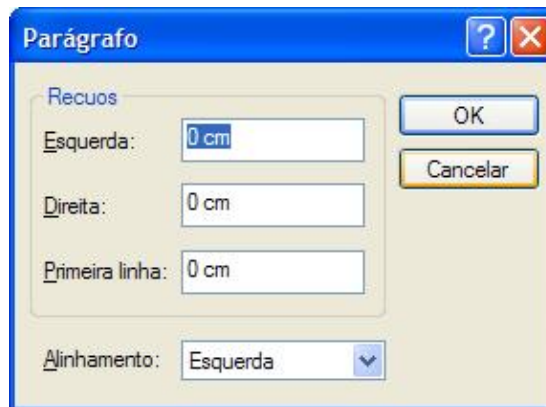 Parágrafo
Recuos
Esquerda: 0 cm
OK
Cancelar
Direita: 0 cm
Primeira linha: 0 cm
Alinhamento: Esquerda